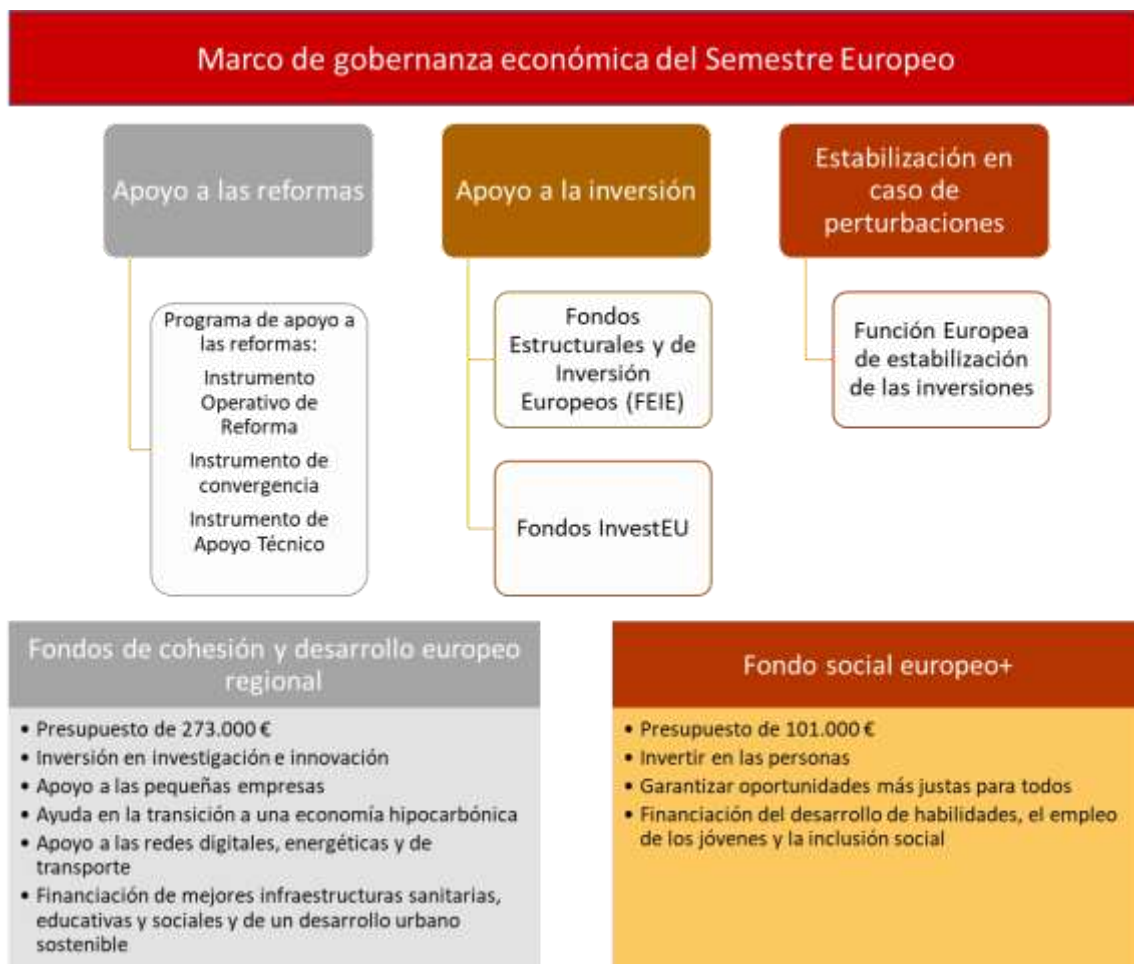 Marco de gobernanza económica del Semestre Europeo
Apoyo a las reformas
Programa de apoyo a
las reformas:
Instrumento
Operativo de
Reforma
Instrumento de
convergencia
Instrumento de
Apoyo Técnico
Apoyo a la inversión
Fondos
Estructurales y de
Inversión
Europeos (FEIE)
Fondos InvestEU
Estabilización en
caso de
perturbaciones
Función Europea
de estabilización
de las inversiones
Fondos de cohesión y desarrollo europeo
regional
• Presupuesto de 273.000 €
• Inversión en investigación e innovación
• Apoyo a las pequeñas empresas
• Ayuda en la transición a una economía hipocarbónica
• Apoyo a las redes digitales, energéticas y de
transporte
• Financiación de mejores infraestructuras sanitarias,
educativas y sociales y de un desarrollo urbano
sostenible
Fondo social europeo+
• Presupuesto de 101.000 €
• Invertir en las personas
• Garantizar oportunidades más justas para todos
• Financiación del desarrollo de habilidades, el empleo
de los jóvenes y la inclusión social